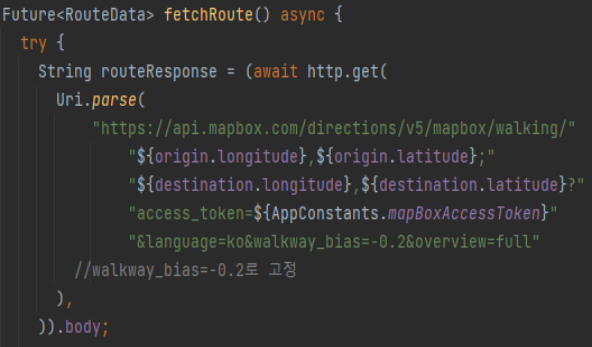 Future<RouteData> fetchRoute() async {
try {
String routeResponse = (await http.get(
Uri.parse(
"https://api.mapbox.com/directions/v5/mapbox/walking/"
"${origin.longitude},${origin.latitude};"
"${destination.longitude},${destination.latitude}?"
"access_token=${AppConstants.mapBoxAccessToken}"
"&language=ko&walkway_bias=-0.2&overview=full"
//walkway_bias=-0.2로 고정
),
)).body;